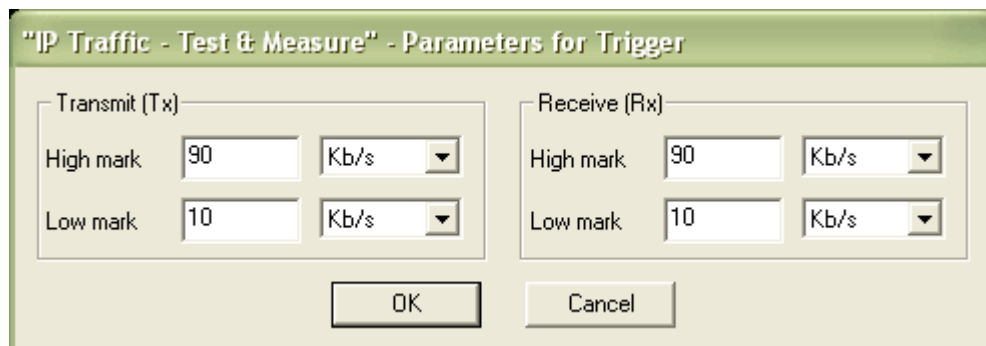 "IP Traffic - Test & Measure" - Parameters for Trigger
Transmit (Tx)
High mark 90 Kb/s
Low mark 10 Kb/s
Receive (Rx)
High mark 90 Kb/s
Low mark 10 Kb/s
OK Cancel